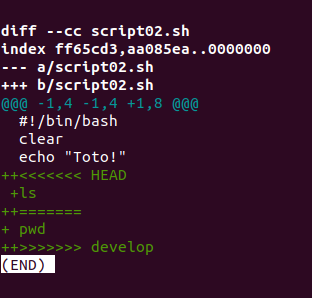 diff --cc script02.sh
index ff65cd3,aa085ea..0000000
--- a/script02.sh
+++ b/script02.sh
@@@ -1,4 -1,4 +1,8 @@@
  #!/bin/bash
  clear
  echo "Toto!"
++<<<<<<< HEAD
 +ls
++=======
+ pwd
++>>>>>>> develop
(END)